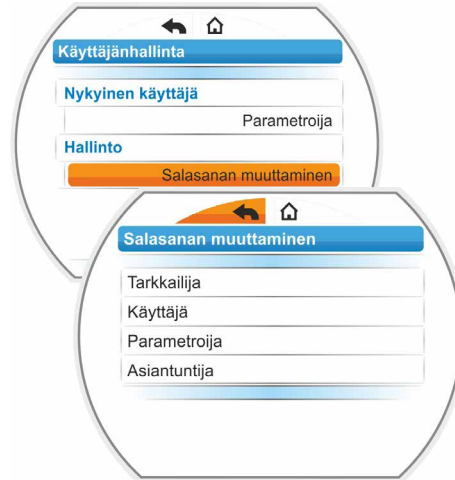 Käyttäjänhallinta
Nykyinen käyttäjä
Parametroija
Hallinto
Salasanan muuttaminen
Salasanan muuttaminen
Tarkkailija
Käyttäjä
Parametroija
Asiantuntija